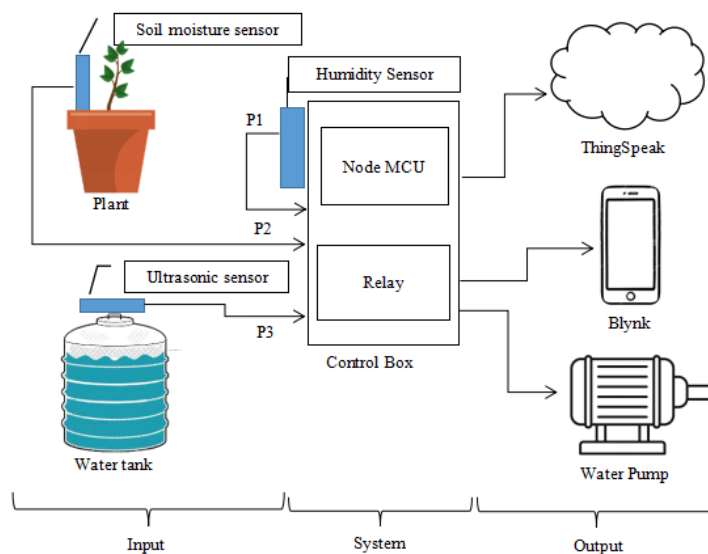 Soil moisture sensor
Humidity Sensor
P1
Node MCU
ThingSpeak
Plant
P2
Ultrasonic sensor
Relay
P3
Blynk
Control Box
Water tank
Water Pump
Input
System
Output